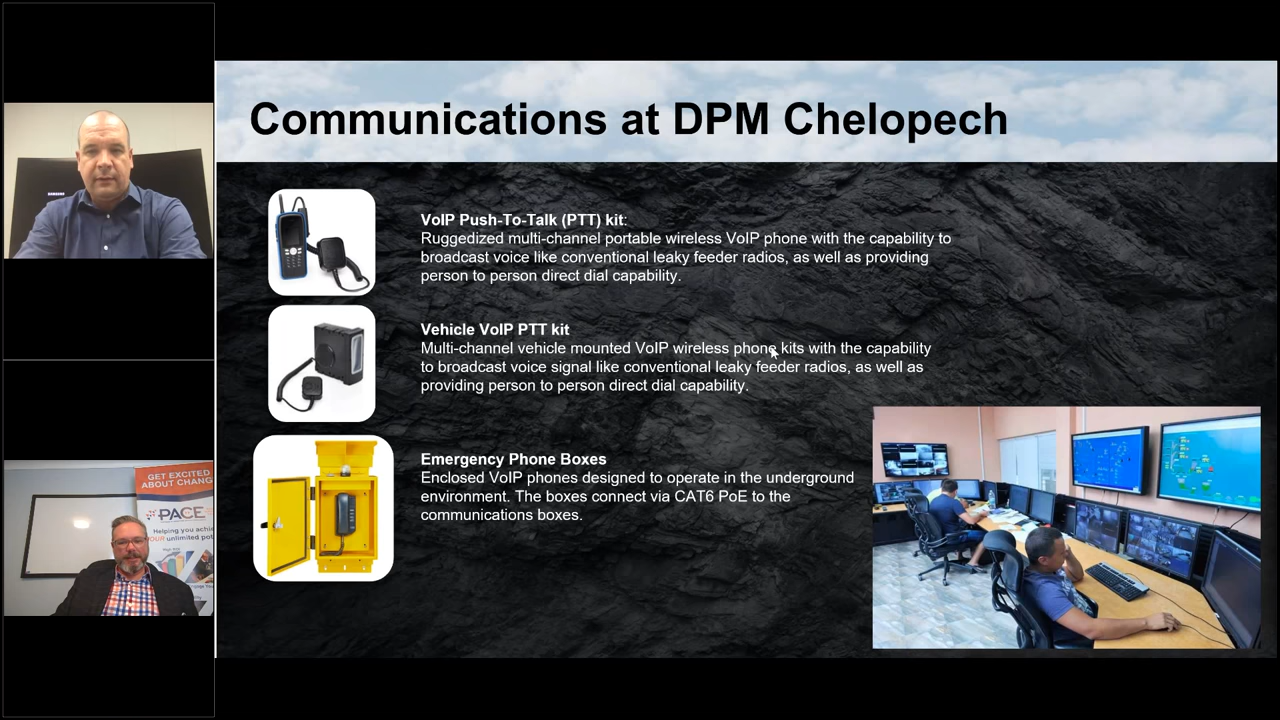 Communications at DPM Chelopech
VoIP Push-To-Talk (PTT) kit:
Ruggedized multi-channel portable wireless VoIP phone with the capability to
broadcast voice like conventional leaky feeder radios, as well as providing
person to person direct dial capability.
Vehicle VoIP PTT kit
Multi-channel vehicle mounted VoIP wireless phone kits with the capability
to broadcast voice signal like conventional leaky feeder radios, as well as
providing person to person direct dial capability.
Emergency Phone Boxes
Enclosed VoIP phones designed to operate in the underground
environment. The boxes connect via CAT6 PoE to the
communications boxes.
SAMSUNG
GET EXCITED
ABOUT CHANG
PACE
Helping you achie
YOUR unlimited pot